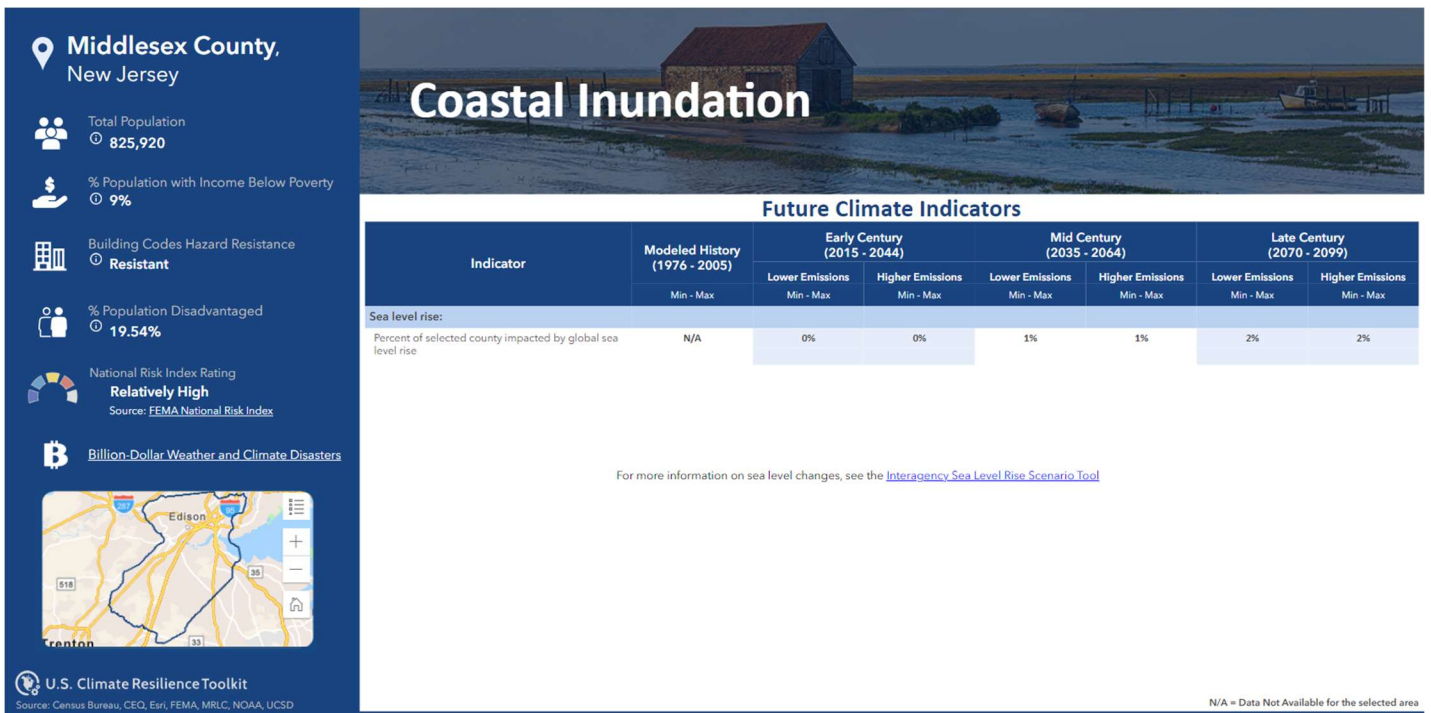 Middlesex County,
New Jersey
Total Population
825,920
% Population with Income Below Poverty
9%
Building Codes Hazard Resistance
Resistant
% Population Disadvantaged
19.54%
National Risk Index Rating
Relatively High
Source: FEMA National Risk Index
Billion-Dollar Weather and Climate Disasters
287
95
Edison
35
518
33
Trenton
U.S. Climate Resilience Toolkit
Source: Census Bureau, CEQ, Esri, FEMA, MRLC, NOAA, UCSD
Coastal Inundation
Future Climate Indicators
Indicator
Modeled History
(1976 - 2005)
Early Century
(2015 - 2044)
Mid Century
(2035 - 2064)
Late Century
(2070 - 2099)
Lower Emissions Higher Emissions Lower Emissions Higher Emissions Lower Emissions Higher Emissions
Min - Max Min - Max Min - Max Min - Max Min - Max Min - Max Min - Max
Sea level rise:
Percent of selected county impacted by global sea
level rise
N/A 0% 0% 1% 1% 2% 2%
For more information on sea level changes, see the Interagency Sea Level Rise Scenario Tool
N/A = Data Not Available for the selected area